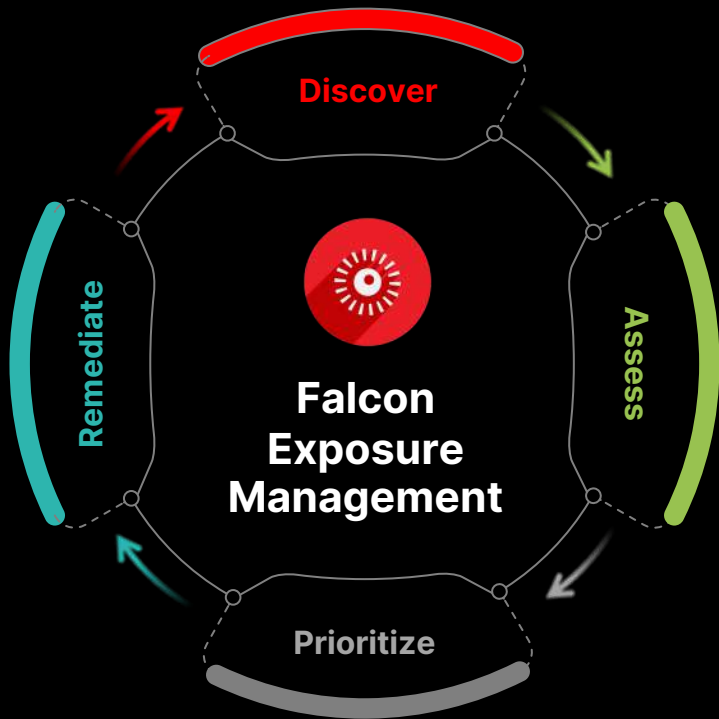 Discover
Assess
Remediate
Falcon
Exposure
Management
Prioritize